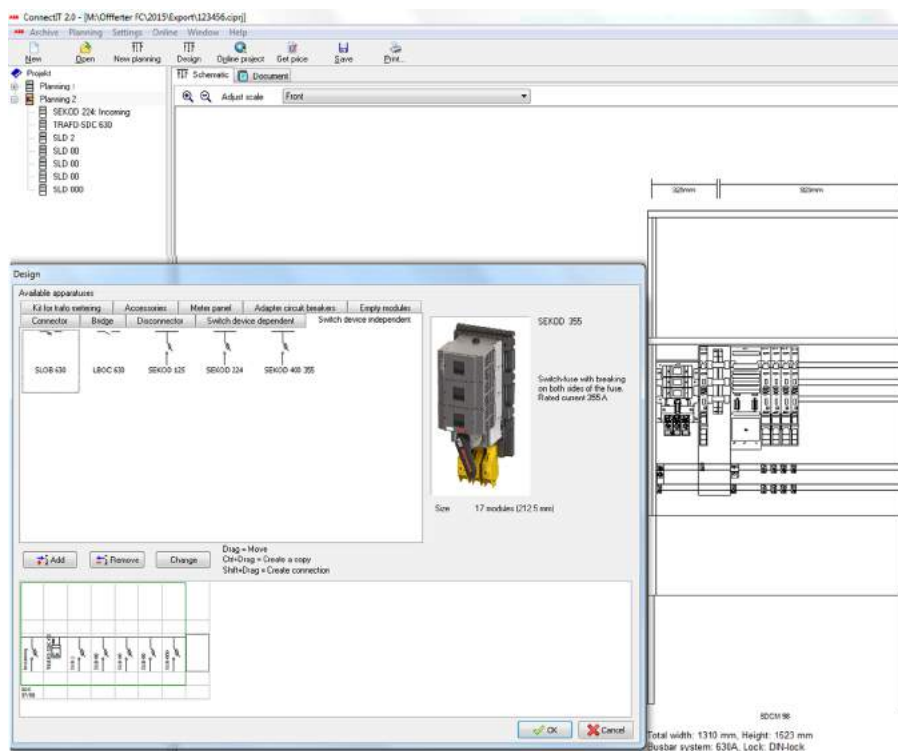 ConnectIT 2.0 - [M:\Offferter FC\2015\Export\123456.ciprj]
Archive Planning Settings Online Window Help
New Open New planning Design Online project Get price Save Print...
Projekt
Planning 1
Planning 2
SEKOD 224: Incoming
TRAFO-SDC 630
SLD 2
SLD 00
SLD 00
SLD 00
SLD 000
Schematic Document
Adjust scale Front
325mm
Design
Available apparatuses
Kit for trafo metering Accessories Meter panel Adapter circuit breakers Empty modules
Connector Bridge Disconnector Switch device dependent Switch device independent
SLOB 630 LBOC 630 SEKOD 125 SEKOD 224 SEKOD 400 355
SEKOD 355
Switch-fuse with breaking
on both sides of the fuse.
Rated current 355 A
Size 17 modules (212.5 mm)
Add Remove Change
Drag = Move
Ctrl+Drag = Create a copy
Shift+Drag = Create connection
Incoming
OK Cancel
SDCM 98
Total width: 1310 mm, Height: 1523 mm
Busbar system: 630A, Lock: DIN-lock